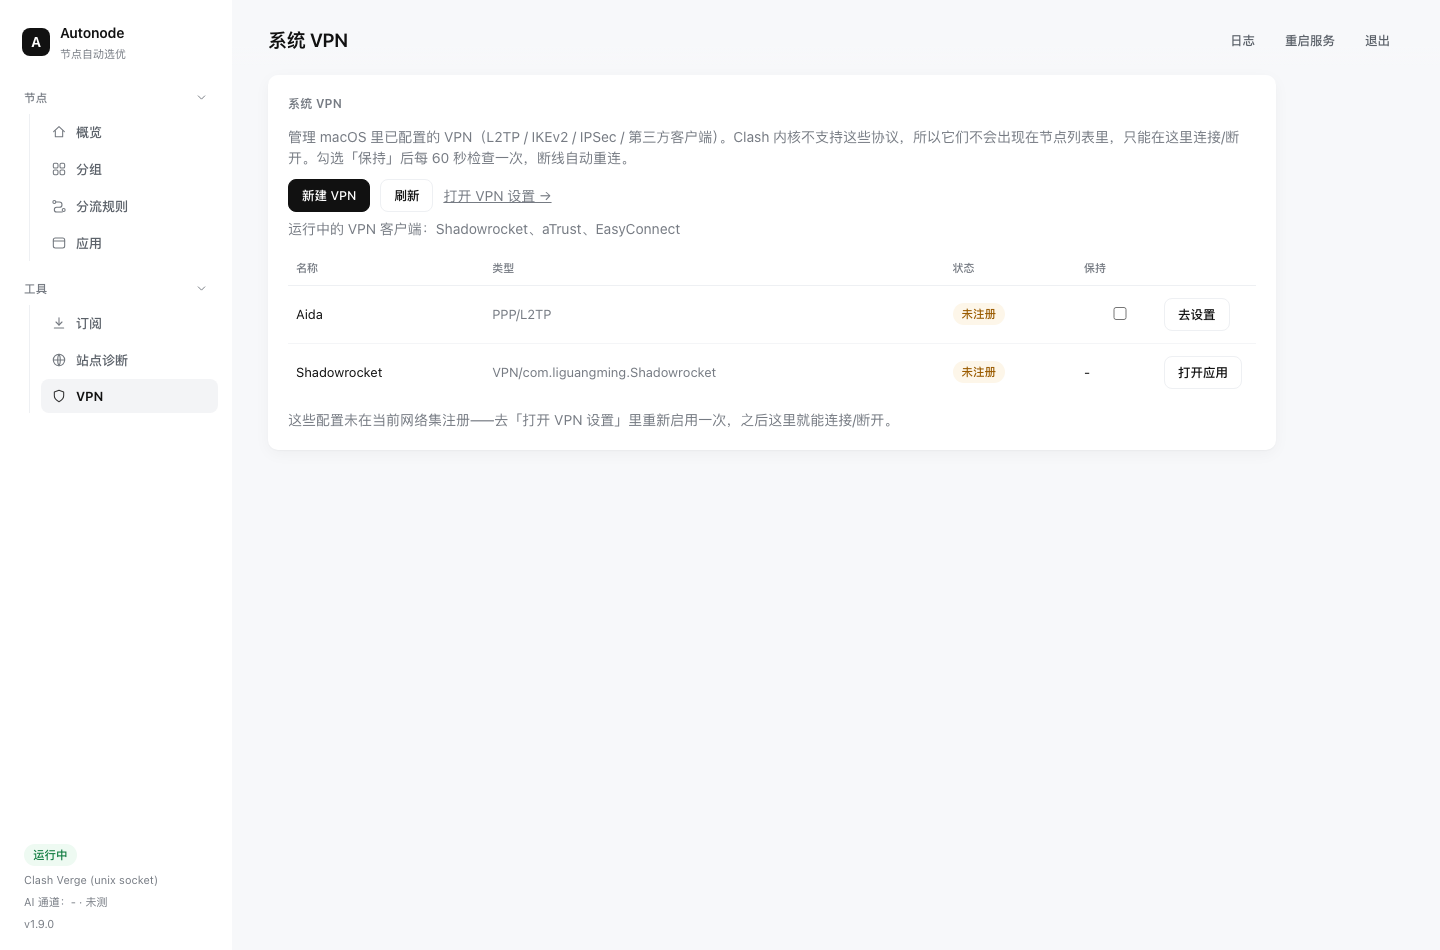 A
Autonode
节点自动选优
节点
概览
分组
分流规则
应用
工具
订阅
站点诊断
VPN
运行中
Clash Verge (unix socket)
AI 通道：- · 未测
v1.9.0
系统 VPN
日志 重启服务 退出
系统 VPN
管理 macOS 里已配置的 VPN（L2TP / IKEv2 / IPSec / 第三方客户端）。Clash 内核不支持这些协议，所以它们不会出现在节点列表里，只能在这里连接/断
开。勾选「保持」后每 60 秒检查一次，断线自动重连。
新建 VPN 刷新 打开 VPN 设置 →
运行中的 VPN 客户端：Shadowrocket、aTrust、EasyConnect
名称 类型 状态 保持
Aida PPP/L2TP 未注册 去设置
Shadowrocket VPN/com.liguangming.Shadowrocket 未注册 - 打开应用
这些配置未在当前网络集注册——去「打开 VPN 设置」里重新启用一次，之后这里就能连接/断开。